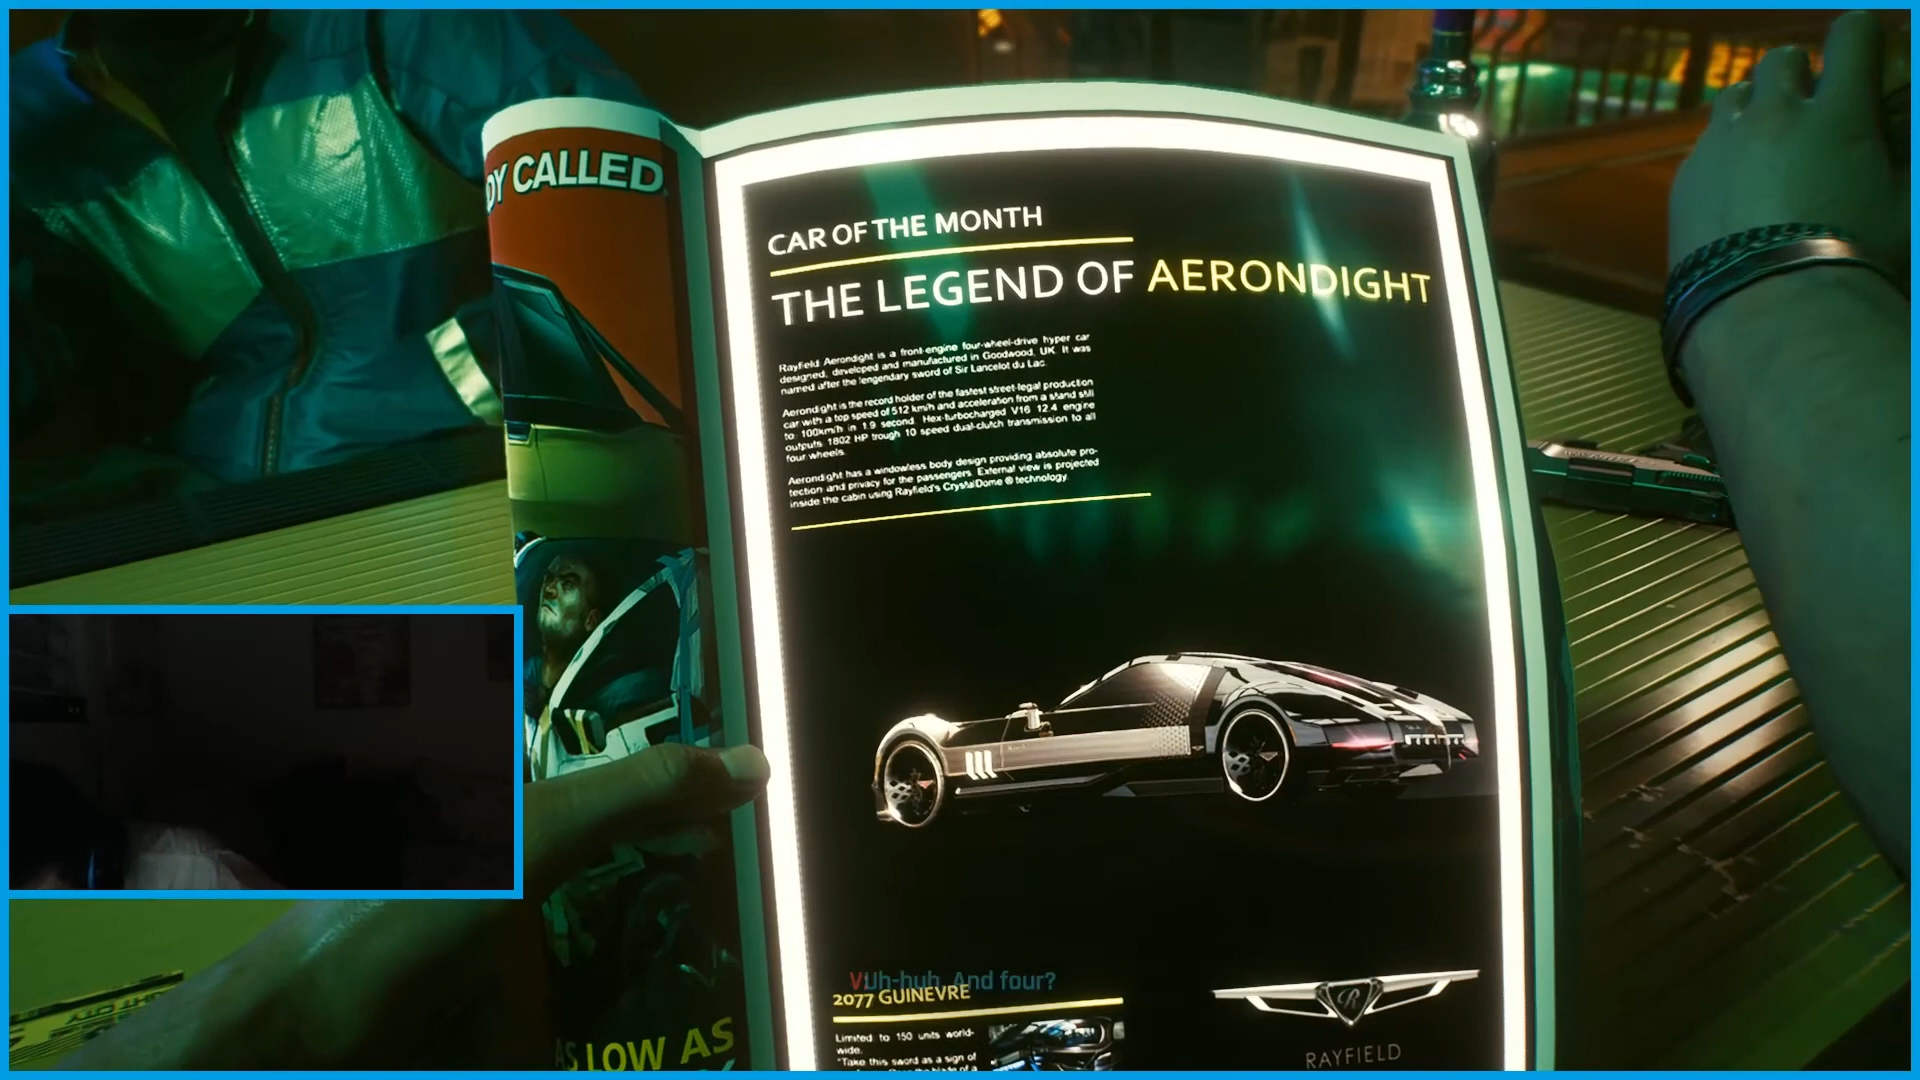 DY CALLED.
CAR OF THE MONTH
THE LEGEND OF AERONDIGHT
Rayfield Aerondight is a front-engine four-wheel-drive hyper car
designed, developed and manufactured in Goodwood, UK. It was
named after the lengendary sword of Sir Lancelot du Lac.
Aerondight is the record holder of the fastest street-legal production
car with a top speed of 512 km/h and acceleration from a stand still
to 100km/h in 1.9 second. Hex-turbocharged V16 12.4 engine
outputs 1802 HP trough 10 speed dual-clutch transmission to all
four wheels.
Aerondight has a windowless body design providing absolute pro-
tection and privacy for the passengers. External view is projected
inside the cabin using Rayfield's CrystalDome ® technology.
V: Uh-huh. And four?
2077 GUINEVRE
Limited to 150 units world-
wide.
"Take this sword as a sign of
R
RAYFIELD
AS LOW AS